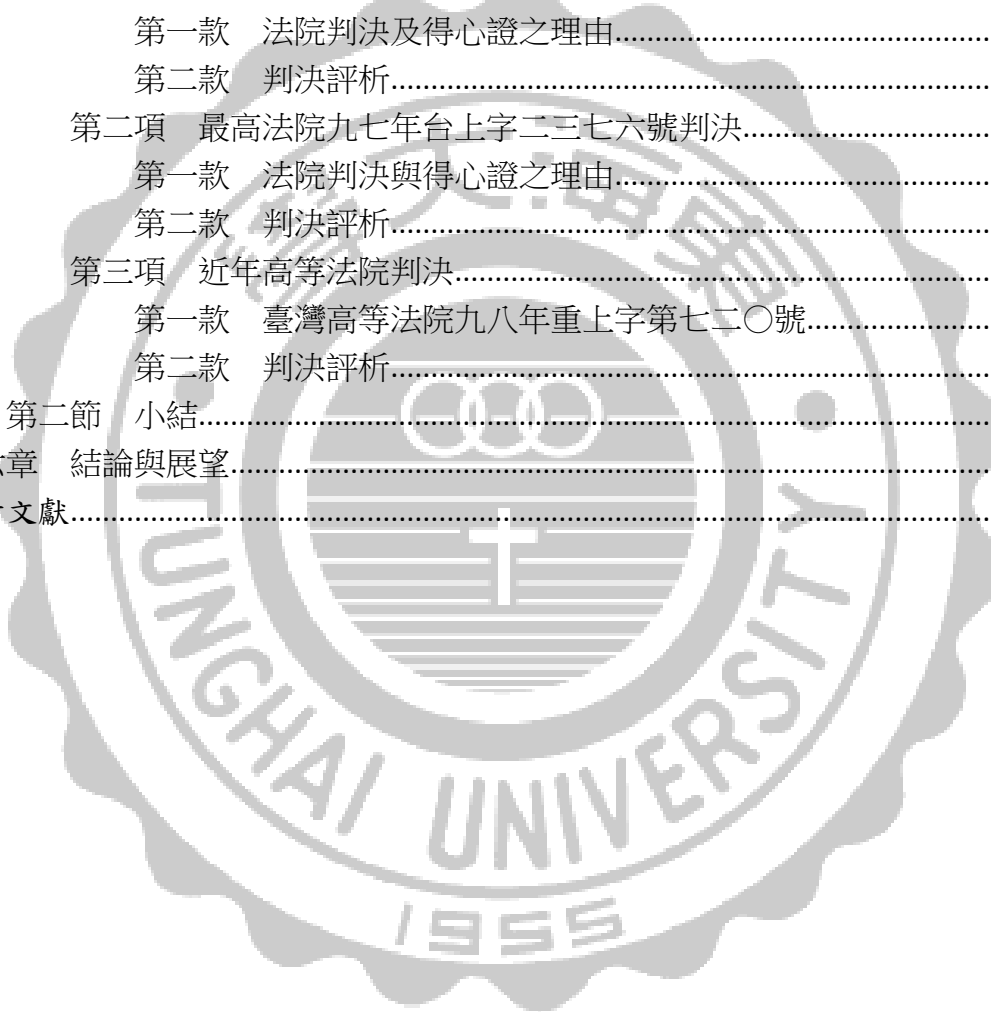 第一款　法院判決及得心證之理由........................................
第二款　判決評析........................................
第二項　最高法院九七年台上字二三七六號判決........................................
第一款　法院判決與得心證之理由........................................
第二款　判決評析........................................
第三項　近年高等法院判決........................................
第一款　臺灣高等法院九八年重上字第七二〇號........................................
第二款　判決評析........................................
第二節　小結........................................
章　結論與展望........................................
文獻........................................
學大海東
TUNGHAI UNIVERSITY
1955